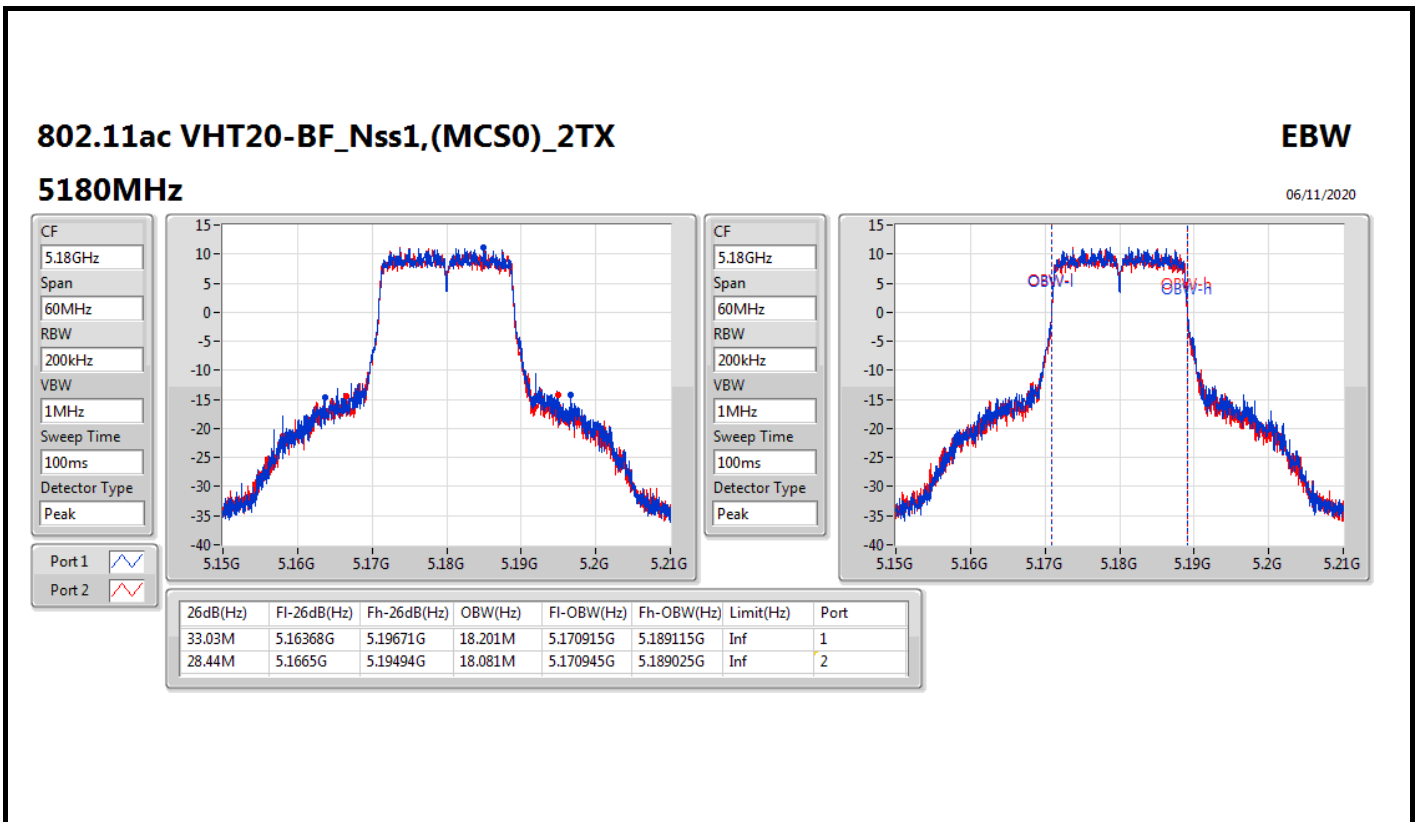 802.11ac VHT20-BF_Nss1,(MCS0)_2TX
EBW
5180MHz
06/11/2020
CF
5.18GHz
Span
60MHz
RBW
200kHz
VBW
1MHz
Sweep Time
100ms
Detector Type
Peak
Port 1
Port 2
15
10
5
0
-5
-10
-15
-20
-25
-30
-35
-40
5.15G 5.16G 5.17G 5.18G 5.19G 5.2G 5.21G
CF
5.18GHz
Span
60MHz
RBW
200kHz
VBW
1MHz
Sweep Time
100ms
Detector Type
Peak
15
10
5
0
-5
-10
-15
-20
-25
-30
-35
-40
OBW-l
OBW-h
OBW-h
5.15G 5.16G 5.17G 5.18G 5.19G 5.2G 5.21G
26dB(Hz) Fl-26dB(Hz) Fh-26dB(Hz) OBW(Hz) Fl-OBW(Hz) Fh-OBW(Hz) Limit(Hz) Port
33.03M 5.16368G 5.19671G 18.201M 5.170915G 5.189115G Inf 1
28.44M 5.1665G 5.19494G 18.081M 5.170945G 5.189025G Inf 2